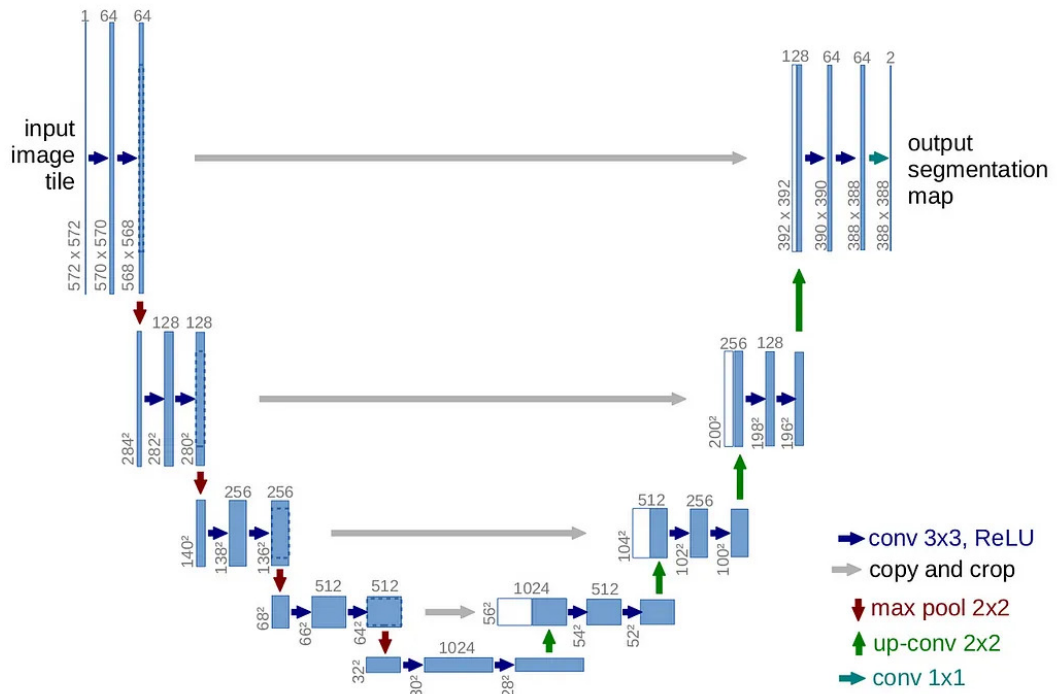 1 64 64
input
image
tile
572 x 572
570 x 570
568 x 568
128 64 64 2
output
segmentation
map
392 x 392
390 x 390
388 x 388
388 x 388
128 128
284²
282²
280²
256 128
200²
198²
196²
256 256
140²
138²
136²
512 256
104²
102²
100²
512 512
68²
66²
64²
1024 512
56²
54²
52²
1024
32²
30²
28²
conv 3x3, ReLU
copy and crop
max pool 2x2
up-conv 2x2
conv 1x1